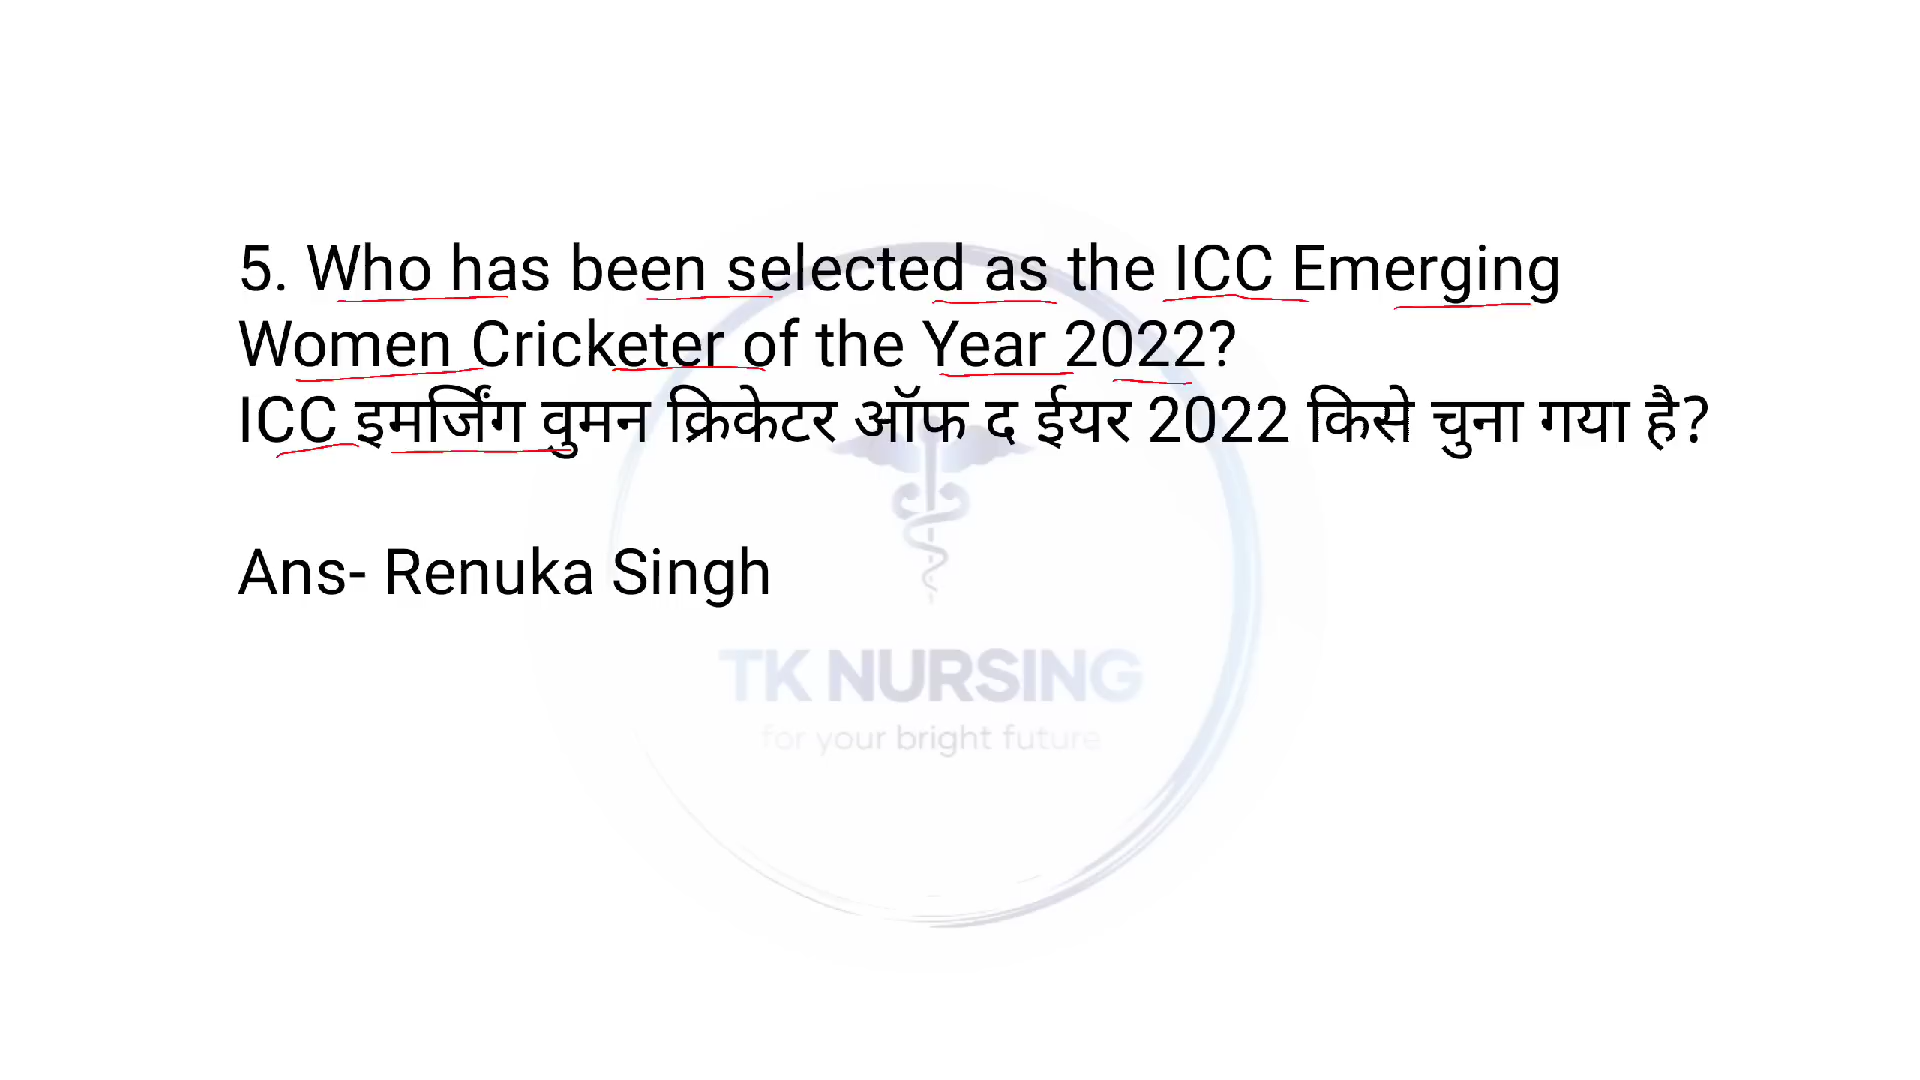 5. Who has been selected as the ICC Emerging
Women Cricketer of the Year 2022?
ICC इमर्जिंग वुमन क्रिकेटर ऑफ द ईयर 2022 किसे चुना गया है?
Ans- Renuka Singh
TK NURSING
for your bright future